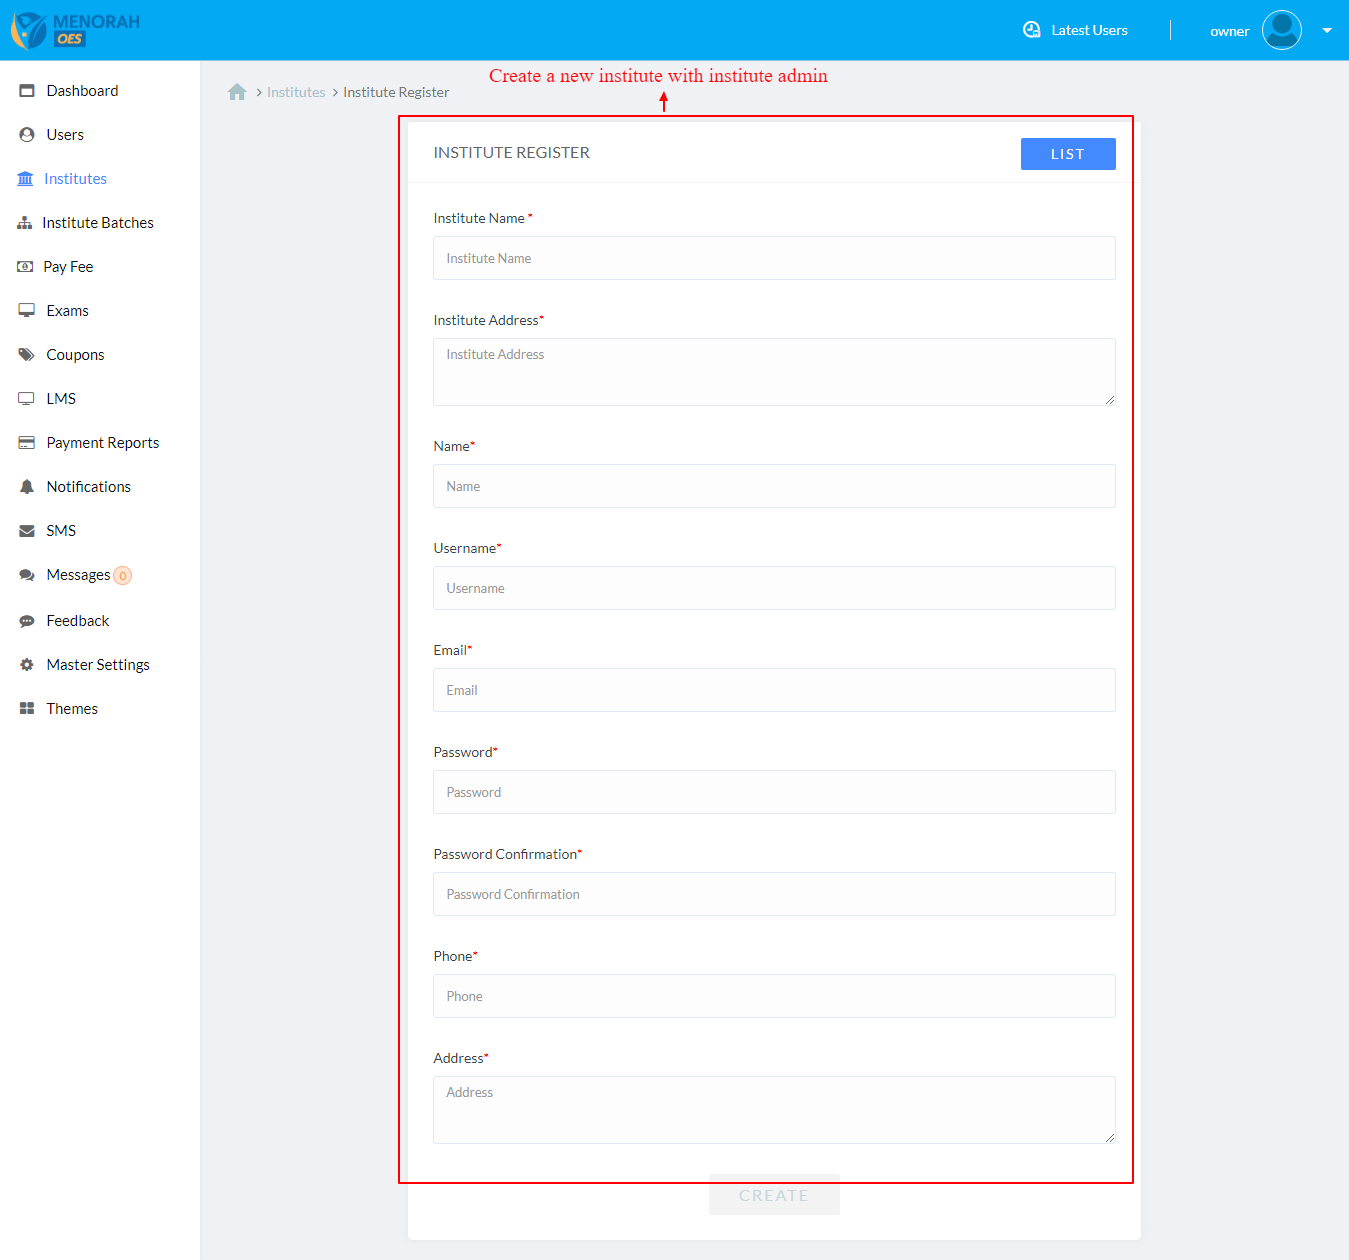 MENORAH
OES
Latest Users
owner
Dashboard
Users
Institutes
Institute Batches
Pay Fee
Exams
Coupons
LMS
Payment Reports
Notifications
SMS
Messages 0
Feedback
Master Settings
Themes
Create a new institute with institute admin
> Institutes > Institute Register
INSTITUTE REGISTER
LIST
Institute Name *
Institute Name
Institute Address*
Institute Address
Name*
Name
Username*
Username
Email*
Email
Password*
Password
Password Confirmation*
Password Confirmation
Phone*
Phone
Address*
Address
CREATE